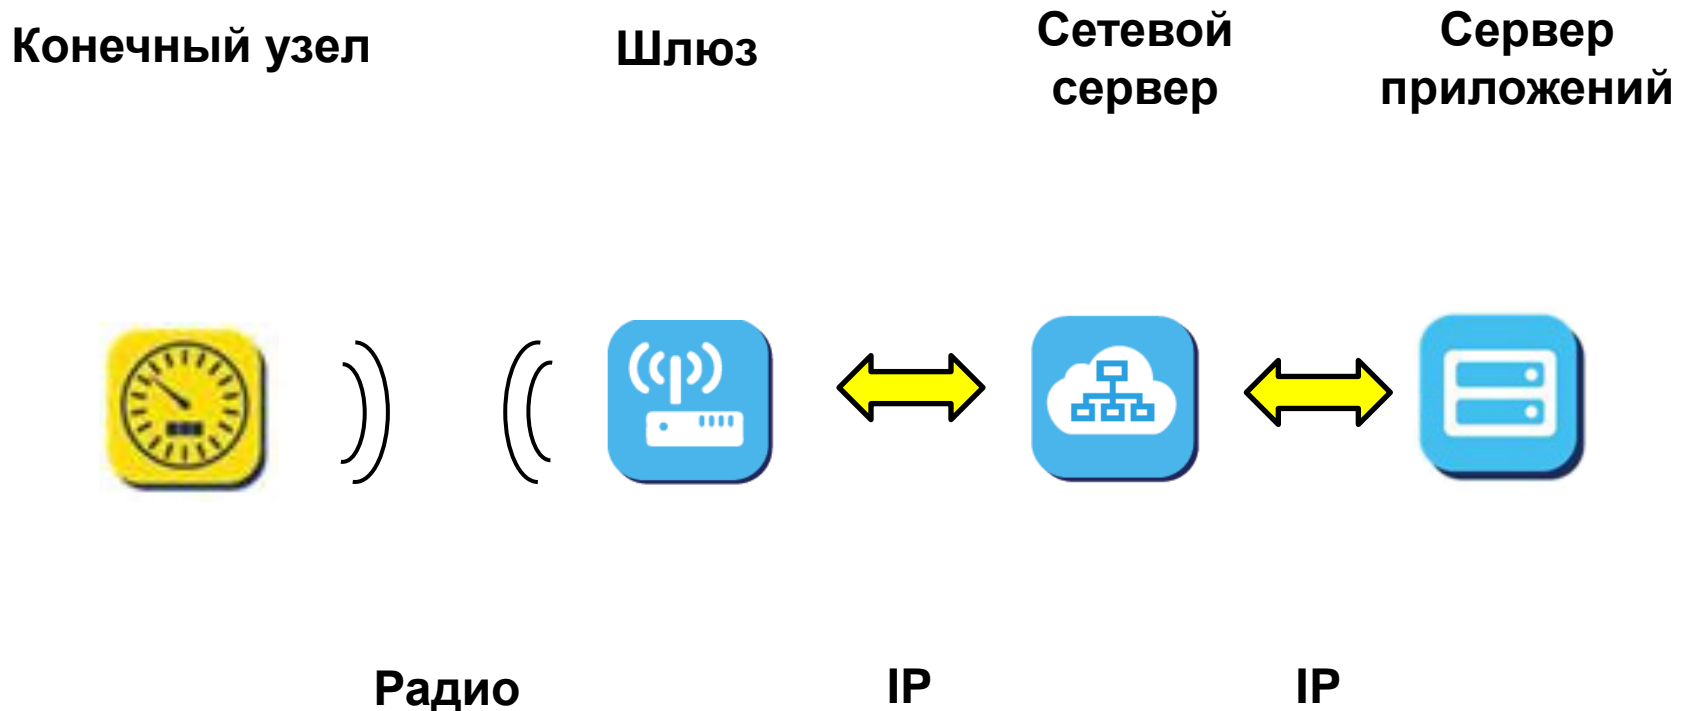 Конечный узел
Шлюз
Сетевой
сервер
Сервер
приложений
Радио
IP
IP